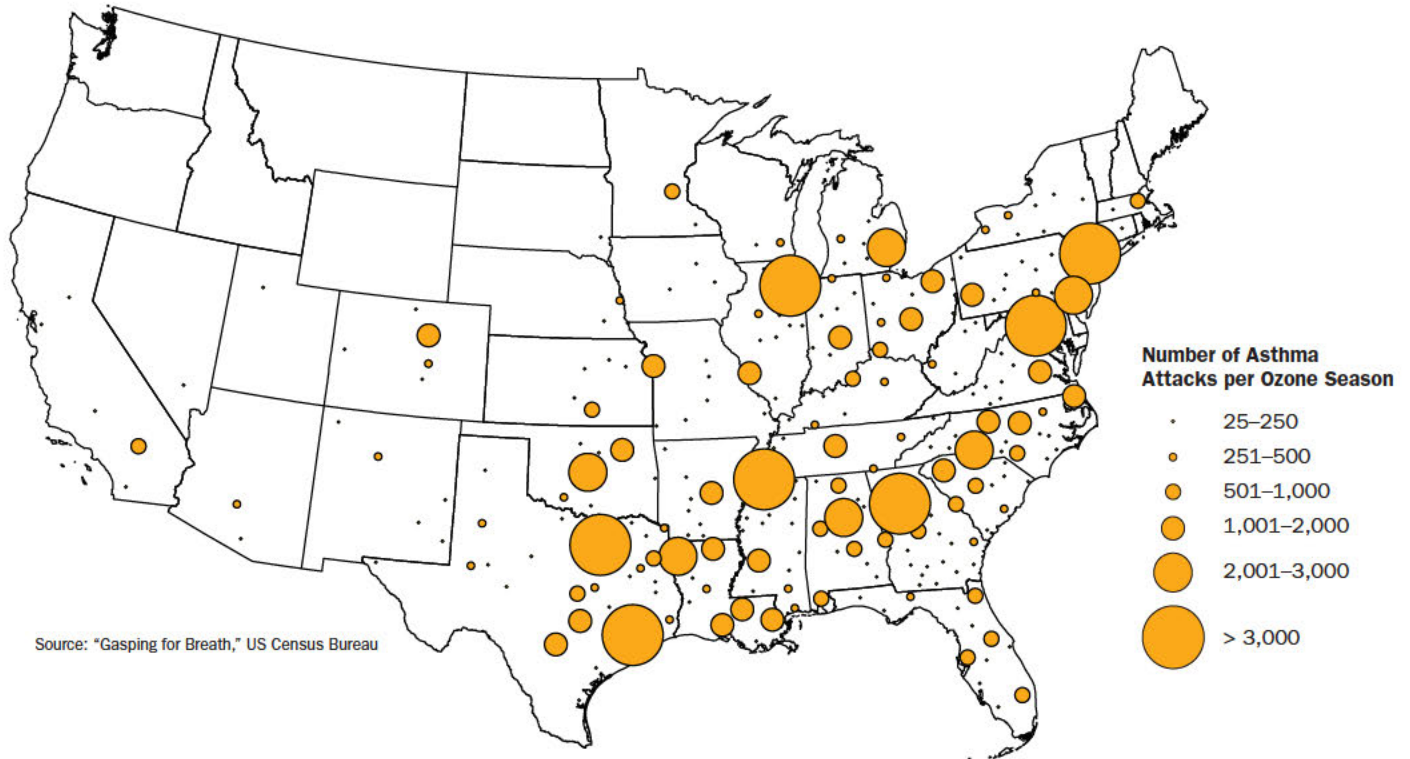 Number of Asthma
Attacks per Ozone Season
25–250
251–500
501–1,000
1,001–2,000
2,001–3,000
> 3,000
Source: “Gasping for Breath,” US Census Bureau